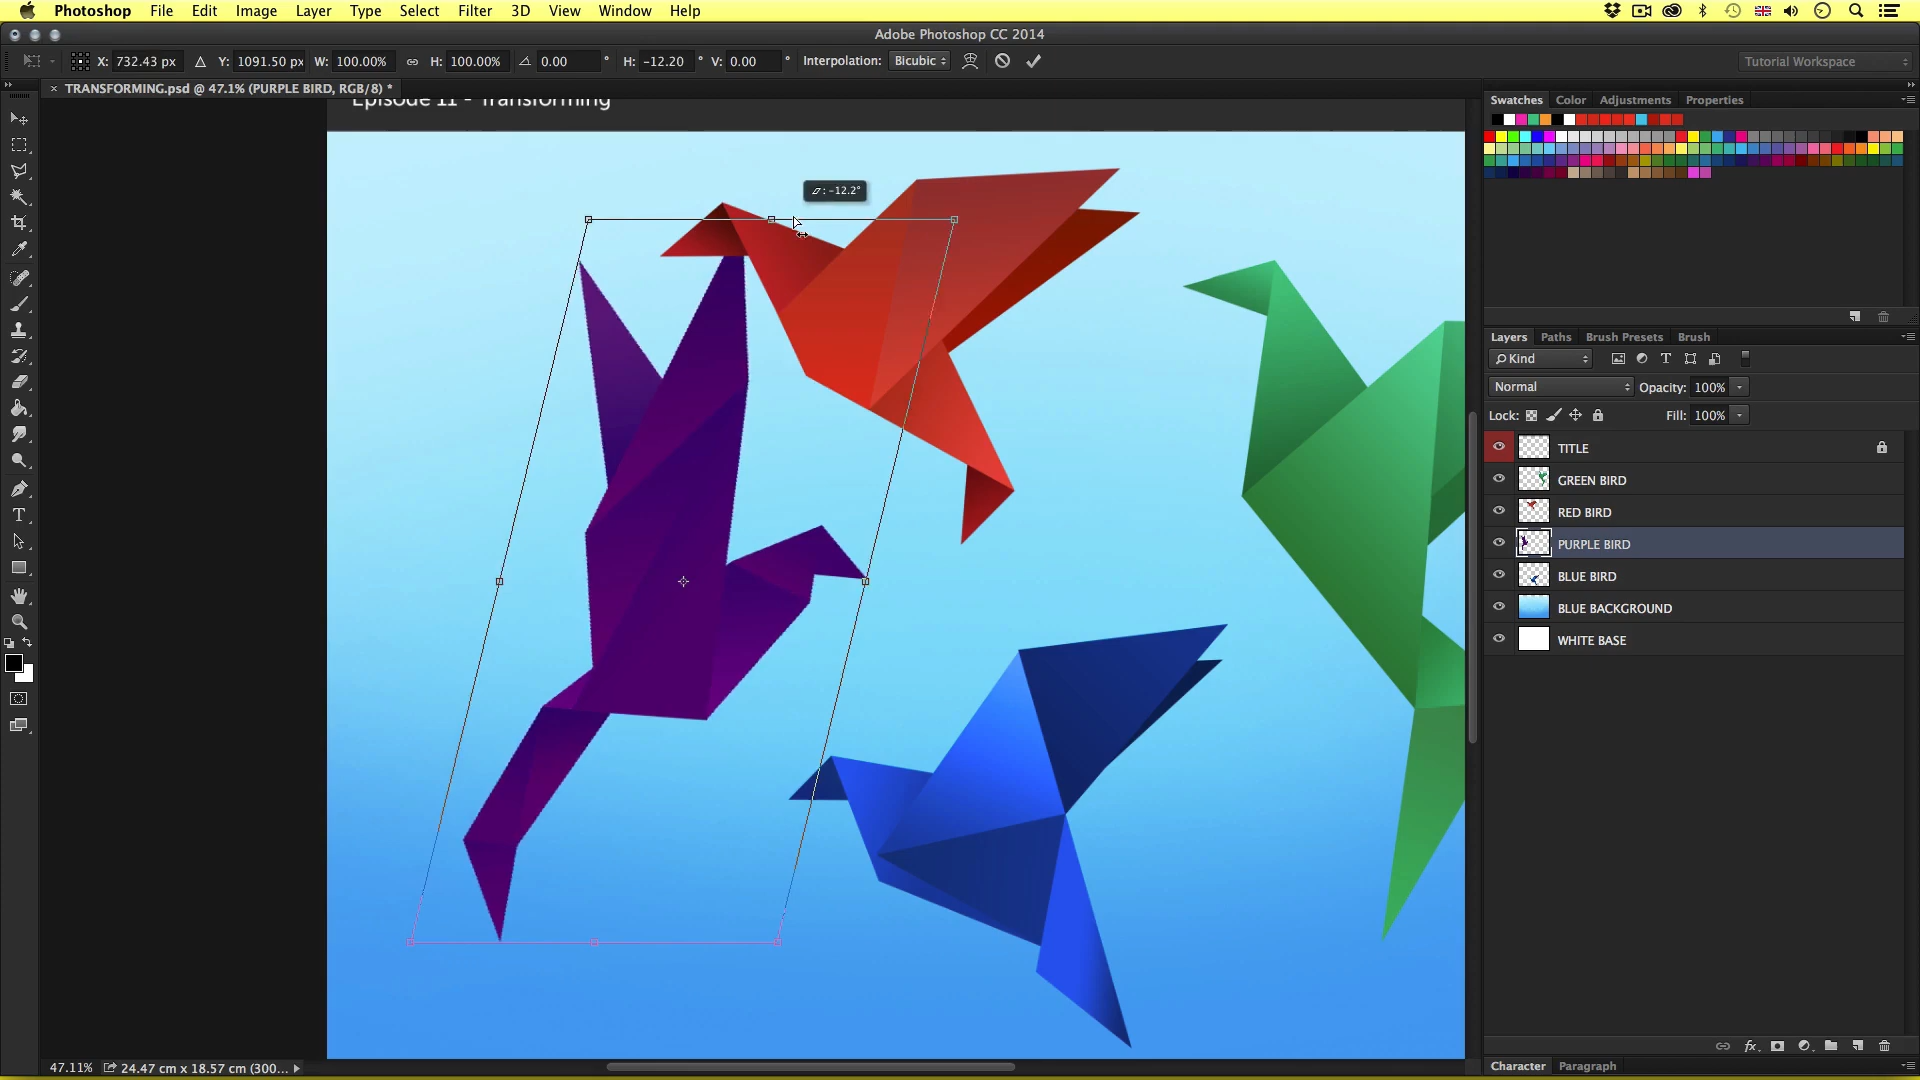 Photoshop File Edit Image Layer Type Select Filter 3D View Window Help
Adobe Photoshop CC 2014
X: 732.43 px Y: 1091.50 px W: 100.00% H: 100.00% 0.00 ° H: -12.20 ° V: 0.00 ° Interpolation: Bicubic Tutorial Workspace
× TRANSFORMING.psd @ 47.1% (PURPLE BIRD, RGB/8) *
Episode 11 - Transforming
: -12.2°
Swatches Color Adjustments Properties
Layers Paths Brush Presets Brush
Kind
Normal Opacity: 100%
Lock: Fill: 100%
TITLE
GREEN BIRD
RED BIRD
PURPLE BIRD
BLUE BIRD
BLUE BACKGROUND
WHITE BASE
47.11% 24.47 cm x 18.57 cm (300...
Character Paragraph